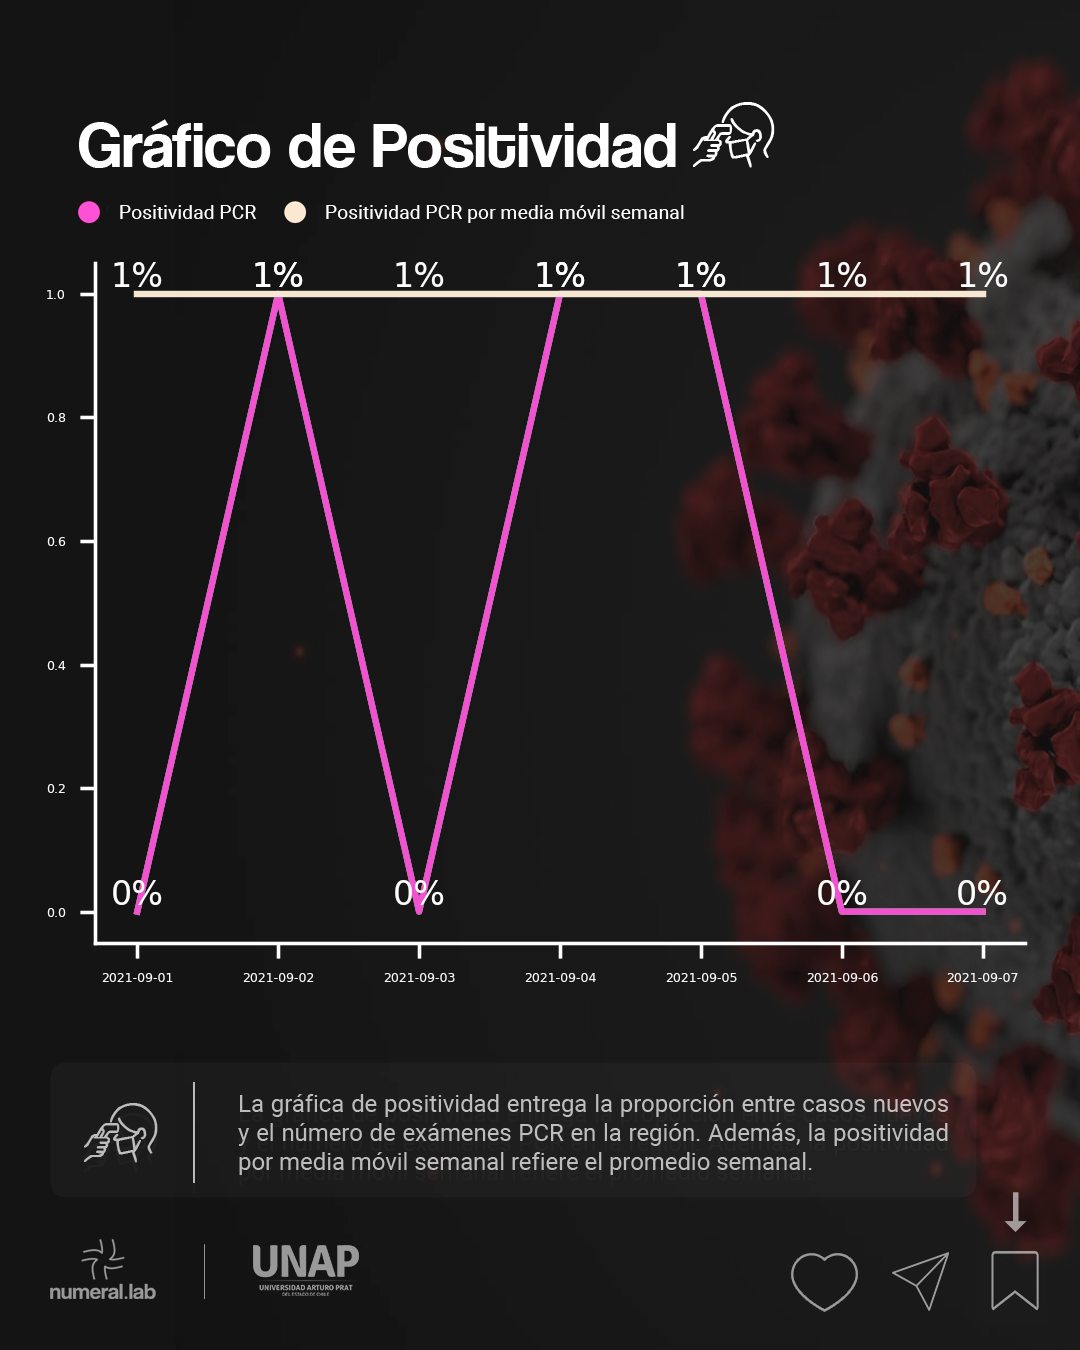 Gráfico de Positividad
Positividad PCR
Positividad PCR por media móvil semanal
1% 1% 1% 1% 1% 1% 1%
1.0
0.8
0.6
0.4
0.2
0% 0% 0% 0%
0.0
2021-09-01 2021-09-02 2021-09-03 2021-09-04 2021-09-05 2021-09-06 2021-09-07
La gráfica de positividad entrega la proporción entre casos nuevos
y el número de exámenes PCR en la región. Además, la positividad
por media móvil semanal refiere el promedio semanal.
numeral.lab
UNAP
UNIVERSIDAD ARTURO PRAT
DEL ESTADO DE CHILE